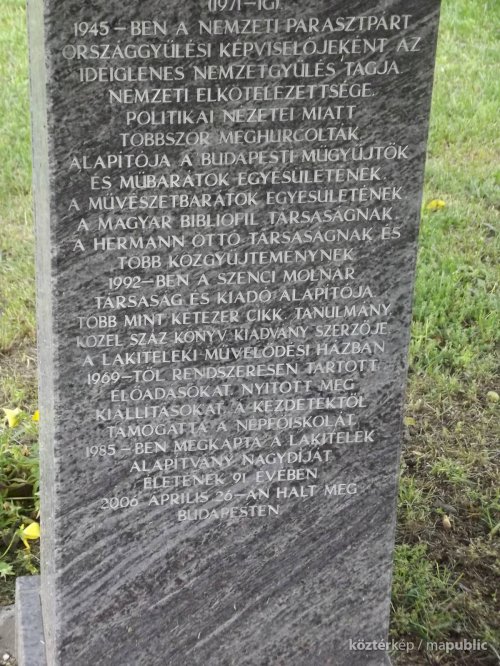 (1971-IG).
1945-BEN A NEMZETI PARASZTPÁRT
ORSZÁGGYŰLÉSI KÉPVISELŐJEKÉNT AZ
IDEIGLENES NEMZETGYŰLÉS TAGJA.
NEMZETI ELKÖTELEZETTSÉGE,
POLITIKAI NÉZETEI MIATT
TÖBBSZÖR MEGHURCOLTÁK.
ALAPÍTÓJA A BUDAPESTI MŰGYŰJTŐK
ÉS MŰBARÁTOK EGYESÜLETÉNEK,
A MŰVÉSZETBARÁTOK EGYESÜLETÉNEK
A MAGYAR BIBLIOFIL TÁRSASÁGNAK,
A HERMANN OTTÓ TÁRSASÁGNAK ÉS
TÖBB KÖZGYŰJTEMÉNYNEK.
1992-BEN A SZENCI MOLNÁR
TÁRSASÁG ÉS KIADÓ ALAPÍTÓJA.
TÖBB MINT KÉTEZER CIKK, TANULMÁNY,
KÖZEL SZÁZ KÖNYV, KIADVÁNY SZERZŐJE.
A LAKITELEKI MŰVELŐDÉSI HÁZBAN
1969-TŐL RENDSZERESEN TARTOTT
ELŐADÁSOKAT, NYITOTT MEG
KIÁLLÍTÁSOKAT, A KEZDETEKTŐL
TÁMOGATTA A NÉPFŐISKOLÁT.
1985-BEN MEGKAPTA A LAKITELEK
ALAPÍTVÁNY NAGYDÍJÁT
ÉLETÉNEK 91 ÉVÉBEN
2006 ÁPRILIS 26-ÁN HALT MEG
BUDAPESTEN
köztérkép / mapublic